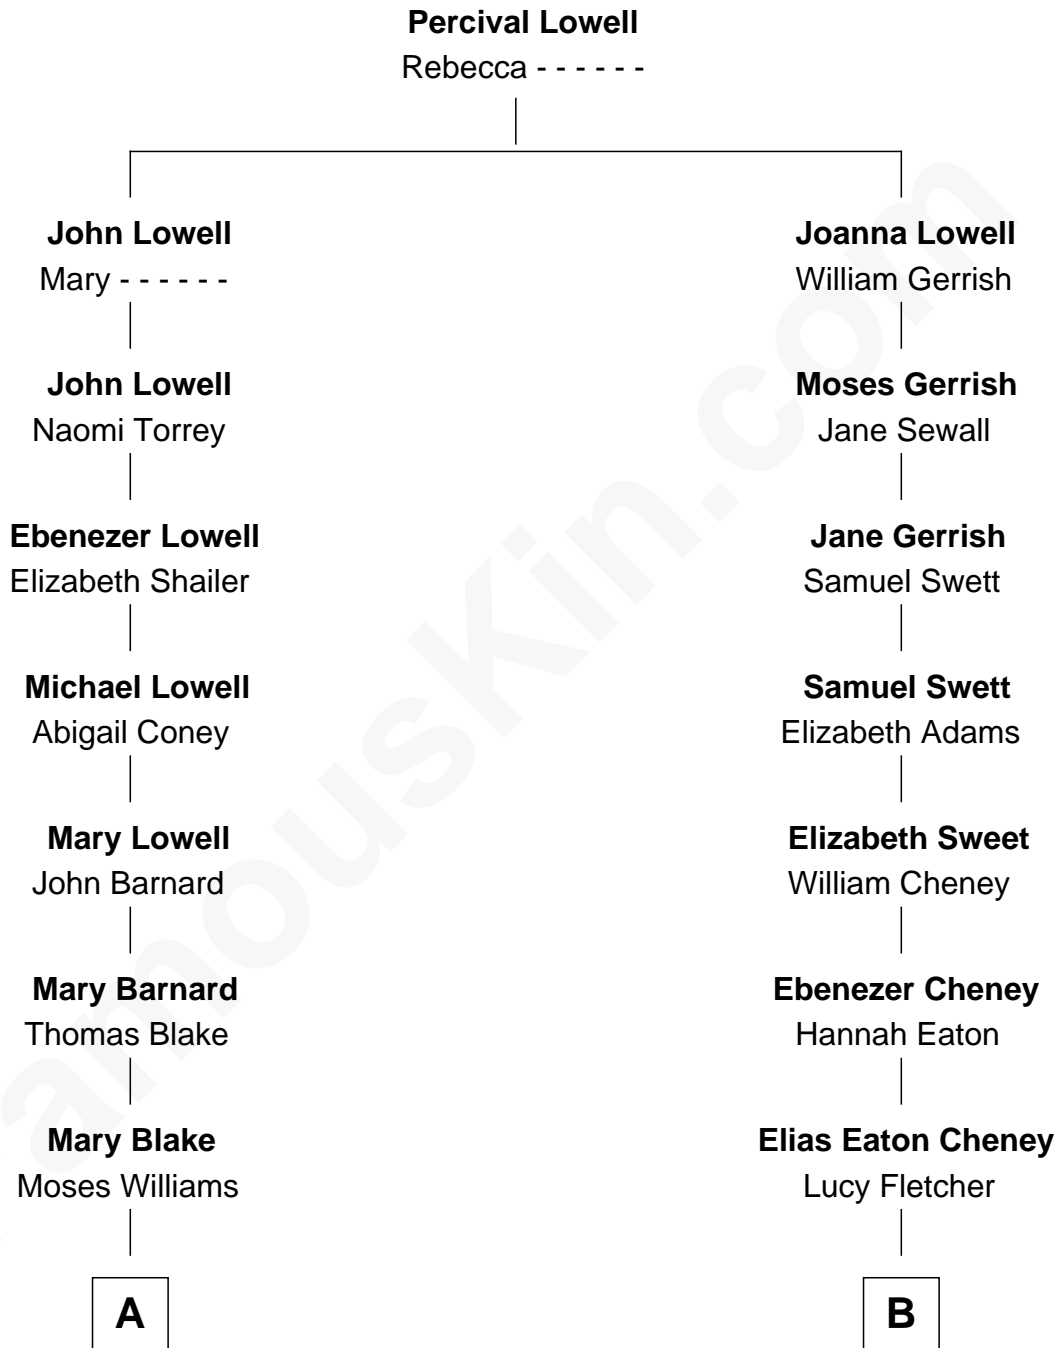 Percival Lowell
Rebecca - - - - - -
John Lowell
Mary - - - - - -
John Lowell
Naomi Torrey
Ebenezer Lowell
Elizabeth Shailer
Michael Lowell
Abigail Coney
Mary Lowell
John Barnard
Mary Barnard
Thomas Blake
Mary Blake
Moses Williams
A
Joanna Lowell
William Gerrish
Moses Gerrish
Jane Sewall
Jane Gerrish
Samuel Swett
Samuel Swett
Elizabeth Adams
Elizabeth Sweet
William Cheney
Ebenezer Cheney
Hannah Eaton
Elias Eaton Cheney
Lucy Fletcher
B
amousKin.com